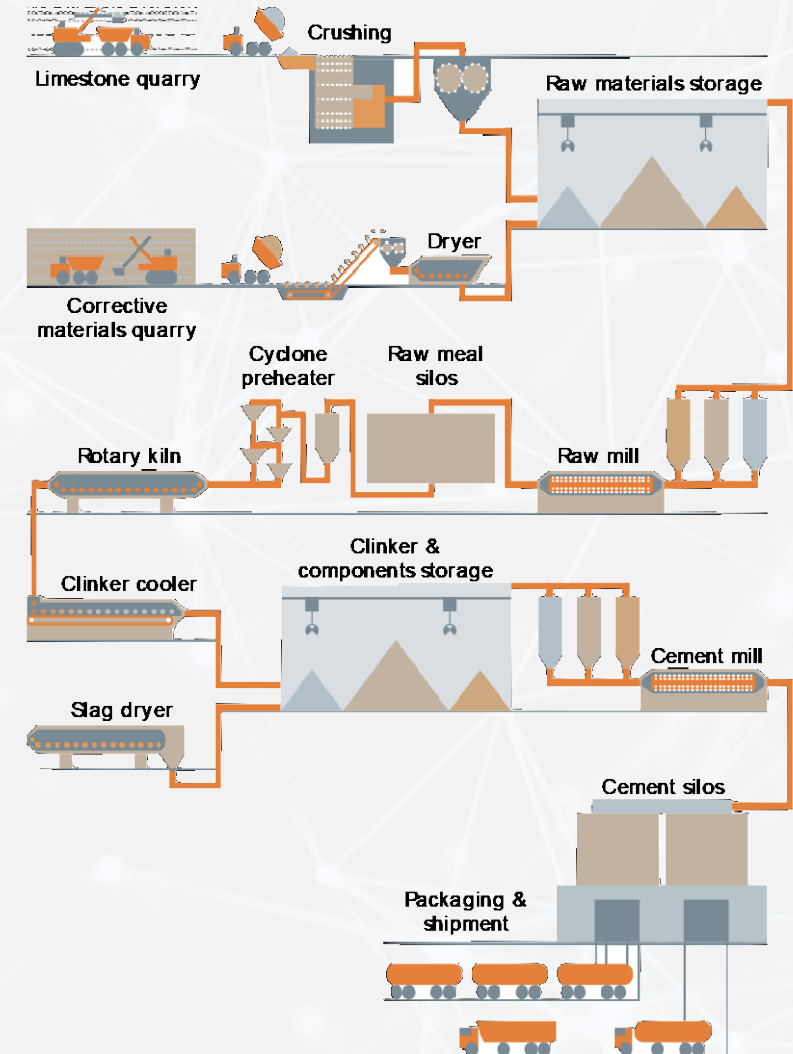 Crushing
Limestone quarry
Raw materials storage
Dryer
Corrective
materials quarry
Cyclone
preheater
Raw meal
silos
Rotary kiln
Raw mill
Clinker &
components storage
Clinker cooler
Cement mill
Slag dryer
Cement silos
Packaging &
shipment